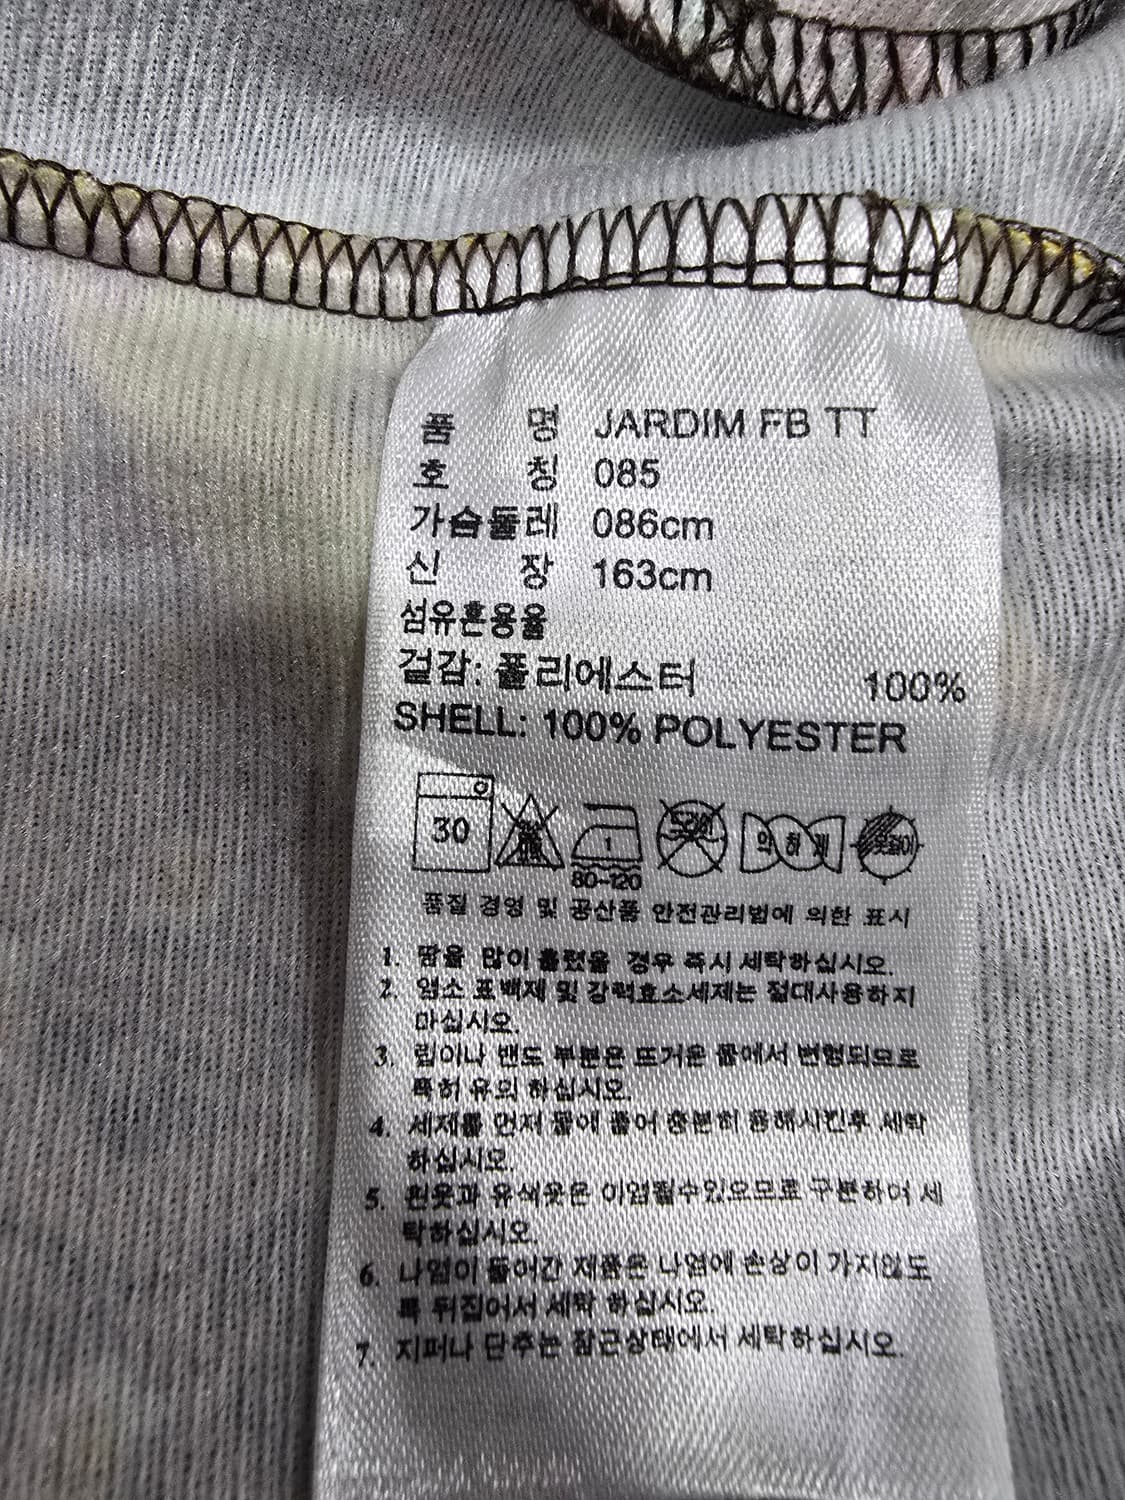 품 명 JARDIM FB TT
호 칭 085
가슴둘레 086cm
신 장 163cm
섬유혼용율
겉감: 폴리에스터 100%
SHELL: 100% POLYESTER
30
1
80~120
드라이
약 하 게
옷걸이
품질 경영 및 공산품 안전관리법에 의한 표시
1. 땀을 많이 흘렸을 경우 즉시 세탁하십시오.
2. 염소 표백제 및 강력효소세제는 절대사용하지
마십시오.
3. 립이나 밴드 부분은 뜨거운 물에서 변형되므로
특히 유의 하십시오.
4. 세제를 먼저 물에 풀어 충분히 용해시킨후 세탁
하십시오.
5. 흰옷과 유색옷은 이염될수있으므로 구분하여 세
탁하십시오.
6. 나염이 들어간 제품은 나염에 손상이 가지않도
록 뒤집어서 세탁 하십시오.
7. 지퍼나 단추는 잠근상태에서 세탁하십시오.